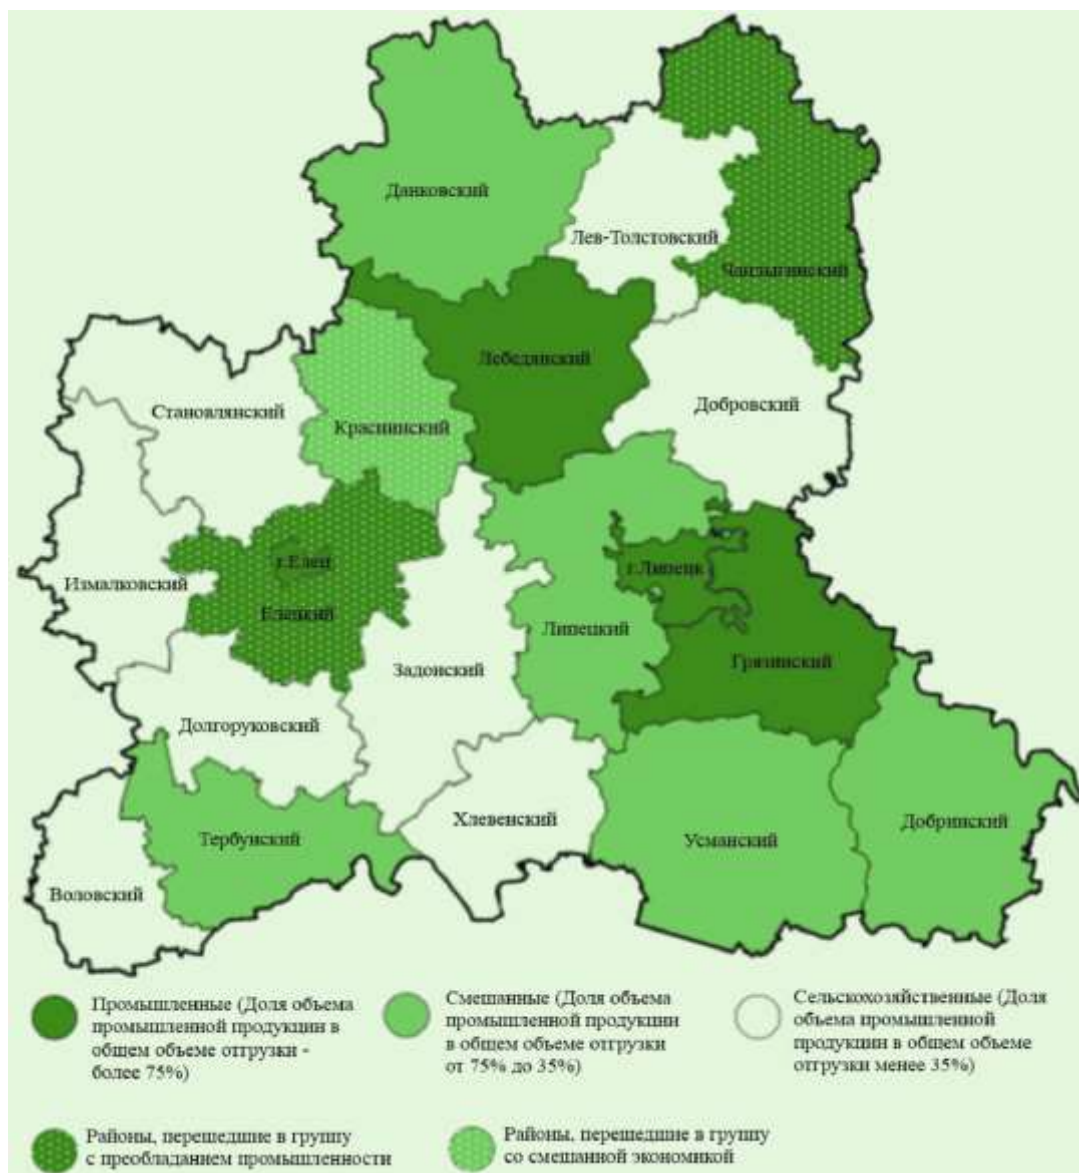 Данковский
Лев-Толстовский
Чаплыгинский
Лебедянский
Добровский
Становлянский
Краснинский
г.Елец
Измалковский
Елецкий
г.Липецк
Липецкий
Грязинский
Задонский
Долгоруковский
Хлевенский
Добринский
Усманский
Тербунский
Воловский
Промышленные (Доля объема
промышленной продукции в
общем объеме отгрузки -
более 75%)
Смешанные (Доля объема
промышленной продукции
в общем объеме отгрузки
от 75% до 35%)
Сельскохозяйственные (Доля
объема промышленной
продукции в общем объеме
отгрузки менее 35%)
Районы, перешедшие в группу
с преобладанием промышленности
Районы, перешедшие в группу
со смешанной экономикой